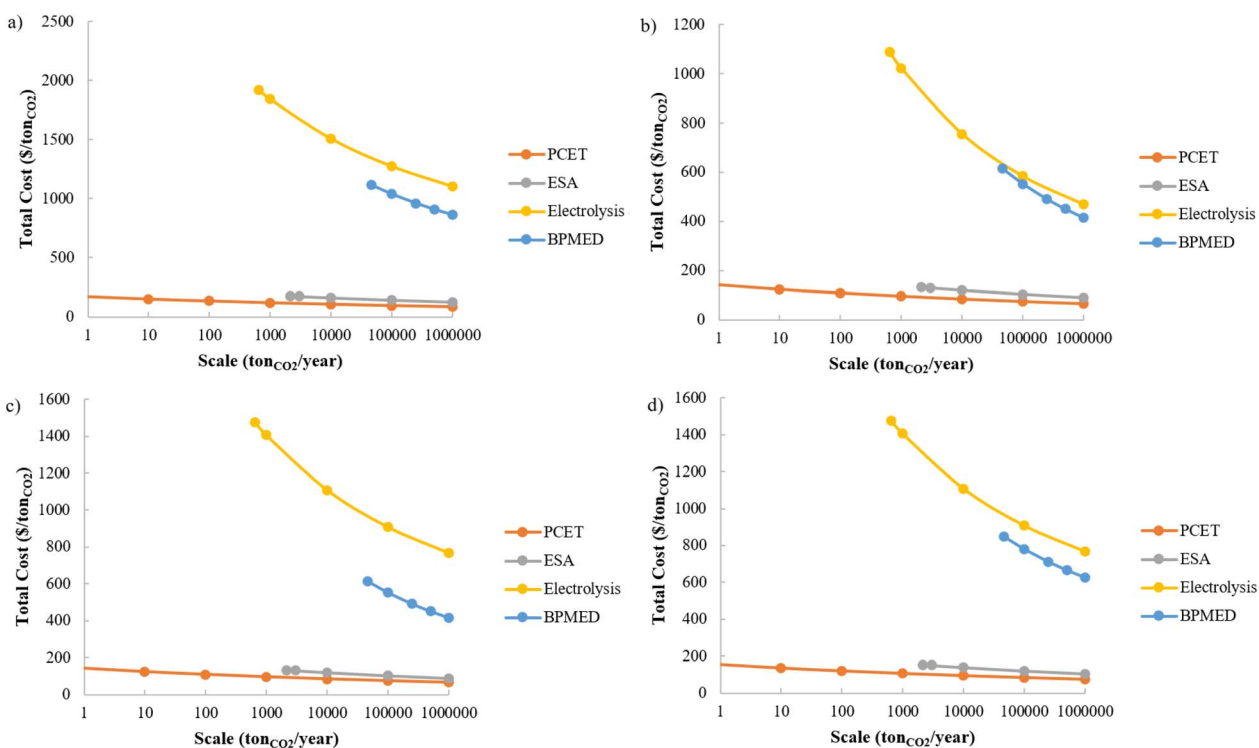 a)
2500
2000
1500
1000
500
0
Total Cost ($/tonCO2)
1 10 100 1000 10000 100000 1000000
Scale (tonCO2/year)
PCET
ESA
Electrolysis
BPMED
b)
1200
1000
800
600
400
200
0
Total Cost ($/tonCO2)
1 10 100 1000 10000 100000 1000000
Scale (tonCO2/year)
PCET
ESA
Electrolysis
BPMED
c)
1600
1400
1200
1000
800
600
400
200
0
Total Cost ($/tonCO2)
1 10 100 1000 10000 100000 1000000
Scale (tonCO2/year)
PCET
ESA
Electrolysis
BPMED
d)
1600
1400
1200
1000
800
600
400
200
0
Total Cost ($/tonCO2)
1 10 100 1000 10000 100000 1000000
Scale (tonCO2/year)
PCET
ESA
Electrolysis
BPMED